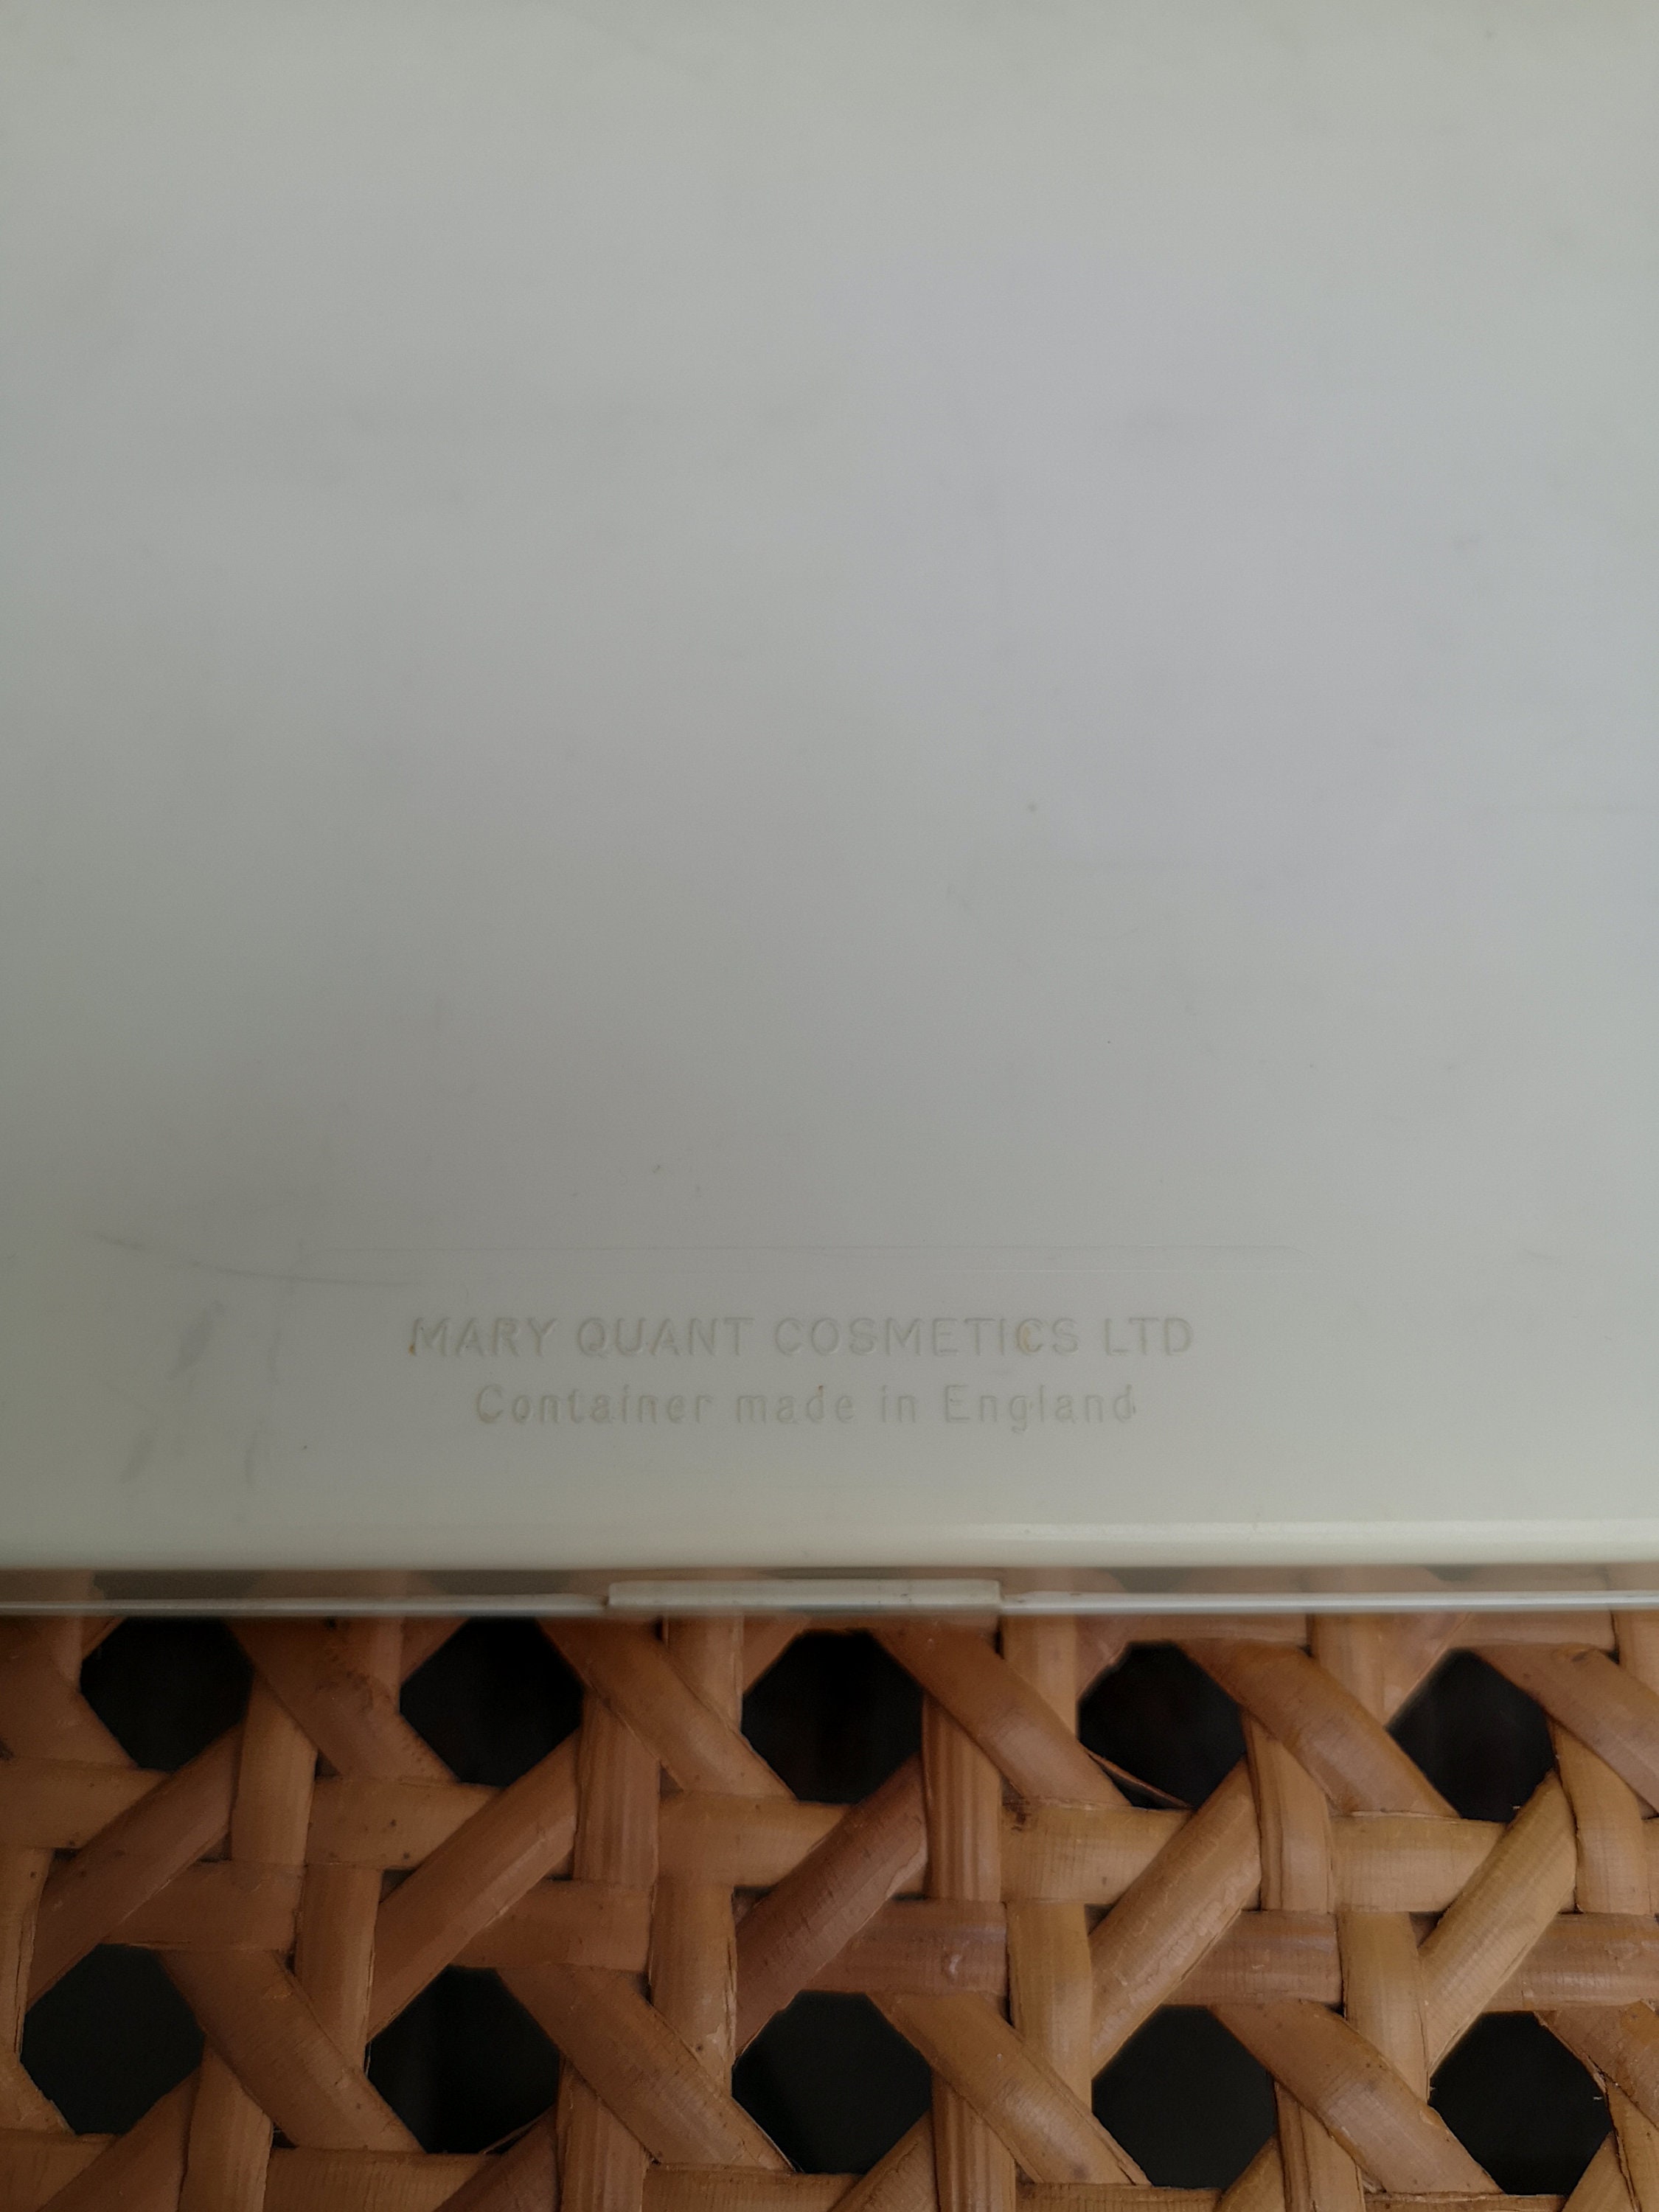 MARY QUANT COSMETICS LTD
Container made in England